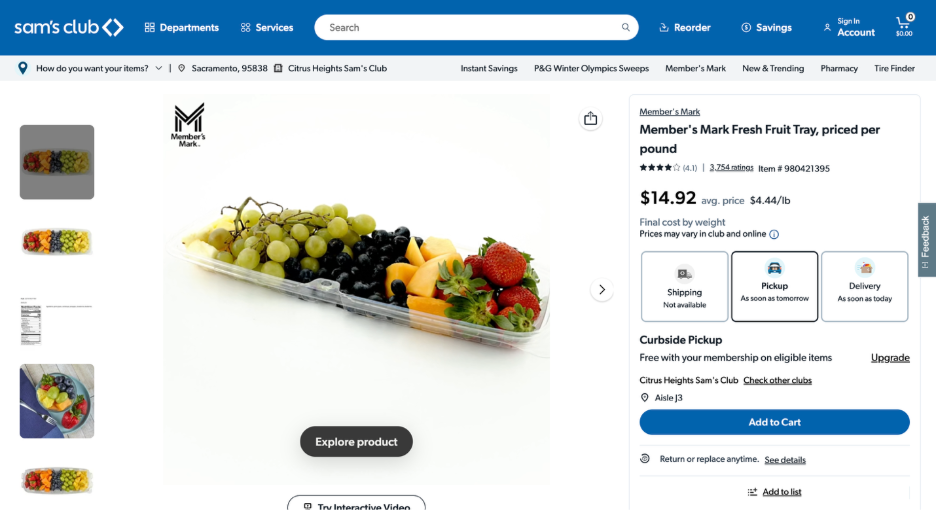 sam's club
Departments
Services
Search
Reorder
Savings
Sign In
Account
0
$0.00
How do you want your items?
|
Sacramento, 95838
Citrus Heights Sam's Club
Instant Savings
P&G Winter Olympics Sweeps
Member's Mark
New & Trending
Pharmacy
Tire Finder
Member's
Mark.
Explore product
Try Interactive Video
Member's Mark
Member's Mark Fresh Fruit Tray, priced per
pound
(4.1) | 3,754 ratings Item # 980421395
$14.92 avg. price $4.44/lb
Final cost by weight
Prices may vary in club and online
Shipping
Not available
Pickup
As soon as tomorrow
Delivery
As soon as today
Curbside Pickup
Free with your membership on eligible items Upgrade
Citrus Heights Sam's Club Check other clubs
Aisle J3
Add to Cart
Return or replace anytime. See details
Add to list
Feedback